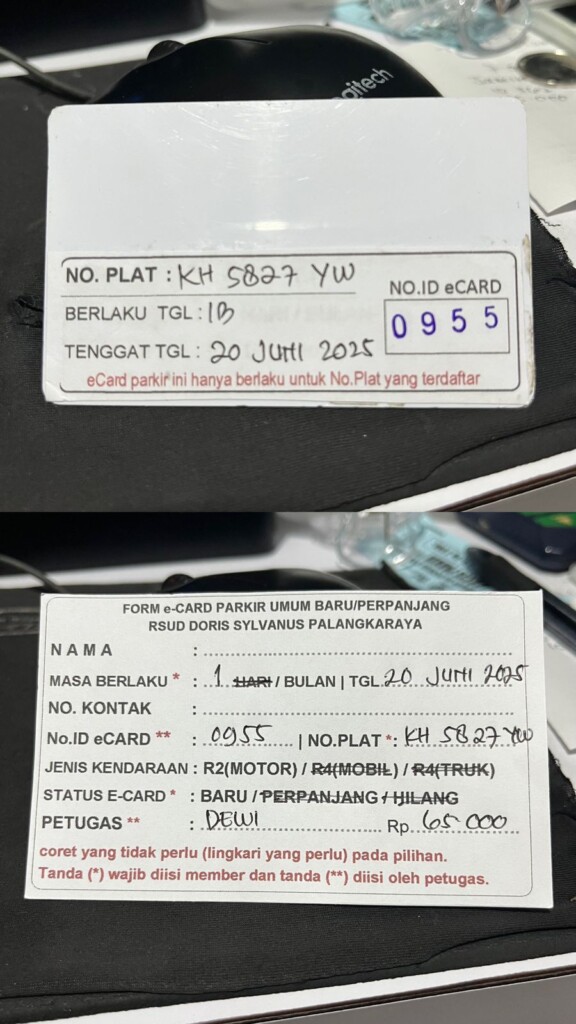 gitech
NO. PLAT : KH 5827 YW
NO.ID eCARD
BERLAKU TGL : 1B
0955
TENGGAT TGL : 20 JUNI 2025
eCard parkir ini hanya berlaku untuk No.Plat yang terdaftar
FORM e-CARD PARKIR UMUM BARU/PERPANJANG
RSUD DORIS SYLVANUS PALANGKARAYA
NAMA :
MASA BERLAKU * : 1 HARI / BULAN | TGL. 20 JUNI 2025
NO. KONTAK :
No.ID eCARD ** : 0955 | NO.PLAT *: KH 5827 YW
JENIS KENDARAAN : R2(MOTOR) / R4(MOBIL) / R4(TRUK)
STATUS E-CARD * : BARU / PERPANJANG / HILANG
PETUGAS ** : DEWI Rp. 65.000
coret yang tidak perlu (lingkari yang perlu) pada pilihan.
Tanda (*) wajib diisi member dan tanda (**) diisi oleh petugas.